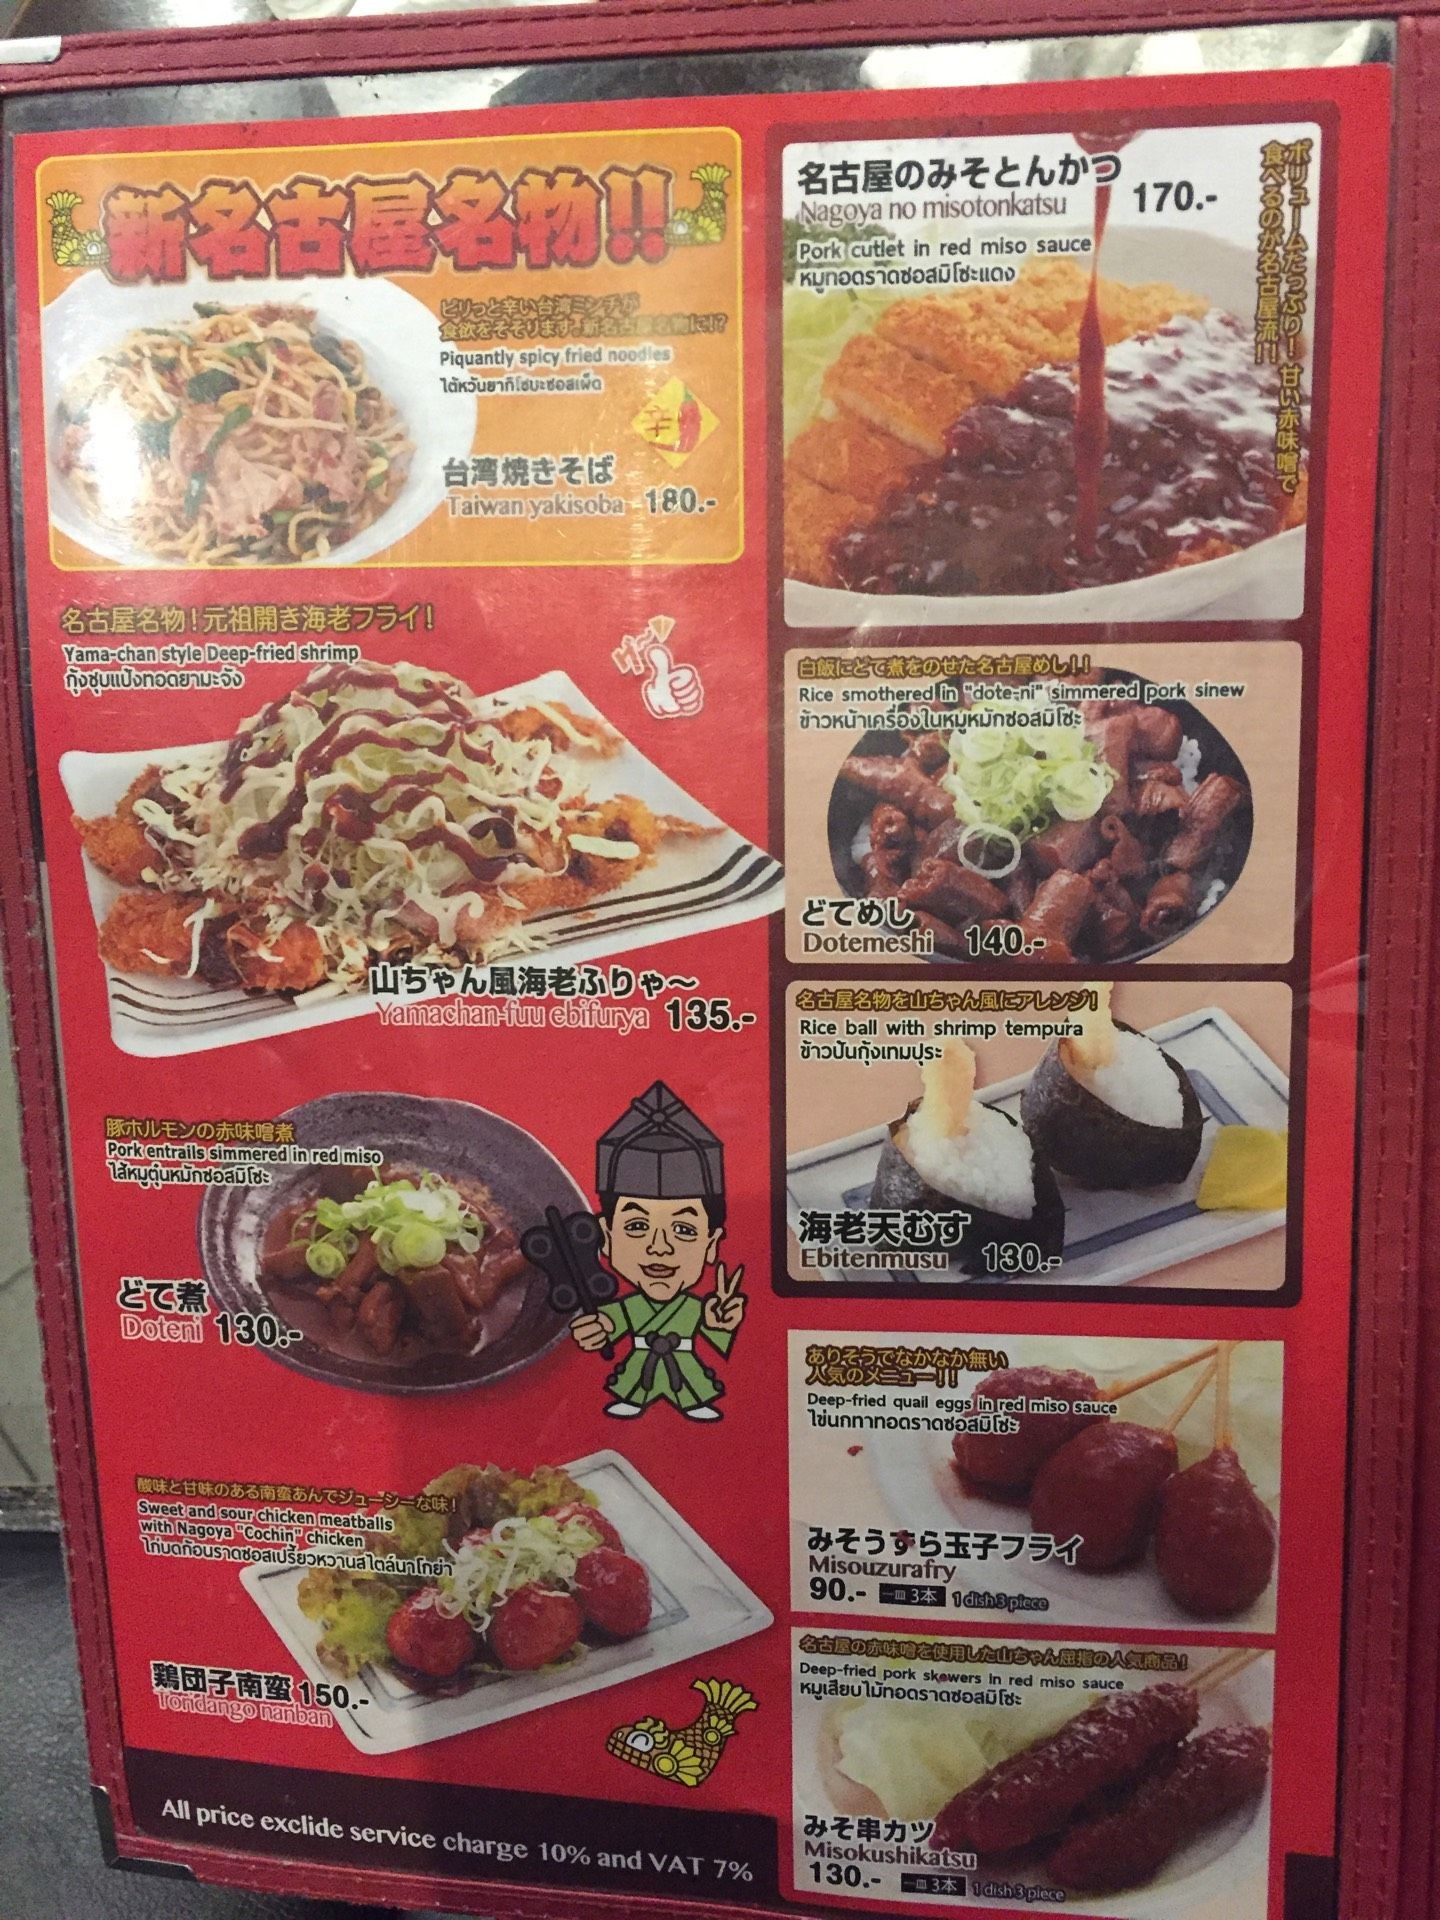 新名古屋名物!!
ピリっと辛い台湾ミンチが
食欲をそそります。新名古屋名物に!?
Piquantly spicy fried noodles
ไต้หวันยากิโซบะซอสเผ็ด
辛
台湾焼きそば
Taiwan yakisoba 180.-
名古屋名物!元祖開き海老フライ!
Yama-chan style Deep-fried shrimp
กุ้งชุบแป้งทอดยามะจัง
山ちゃん風海老ふりゃ〜
Yamachan-fuu ebifurya 135.-
豚ホルモンの赤味噌煮
Pork entrails simmered in red miso
ไส้หมูตุ๋นหมักซอสมิโซะ
どて煮
Doteni 130.-
酸味と甘味のある南蛮あんでジューシーな味!
Sweet and sour chicken meatballs
with Nagoya "Cochin" chicken
ไก่บดก้อนราดซอสเปรี้ยวหวานสไตล์นาโกย่า
鶏団子南蛮 150.-
Toridango nanban
All price exclide service charge 10% and VAT 7%
名古屋のみそとんかつ
Nagoya no misotonkatsu 170.-
Pork cutlet in red miso sauce
หมูทอดราดซอสมิโซะแดง
ボリュームたっぷり!甘い赤味噌で
食べるのが名古屋流!!
白飯にどて煮をのせた名古屋めし!!
Rice smothered in "dote-ni" simmered pork sinew
ข้าวหน้าเครื่องในหมูหมักซอสมิโซะ
どてめし
Dotemeshi 140.-
名古屋名物を山ちゃん風にアレンジ!
Rice ball with shrimp tempura
ข้าวปั้นกุ้งเทมปุระ
海老天むす
Ebitenmusu 130.-
ありそうでなかなか無い
人気のメニュー!!
Deep-fried quail eggs in red miso sauce
ไข่นกทาทอดราดซอสมิโซะ
みそうずら玉子フライ
Misouzurafry
90.- 一皿3本 1 dish 3 piece
名古屋の赤味噌を使用した山ちゃん屈指の人気商品!
Deep-fried pork skewers in red miso sauce
หมูเสียบไม้ทอดราดซอสมิโซะ
みそ串カツ
Misokushikatsu
130.- 一皿3本 1 dish 3 piece